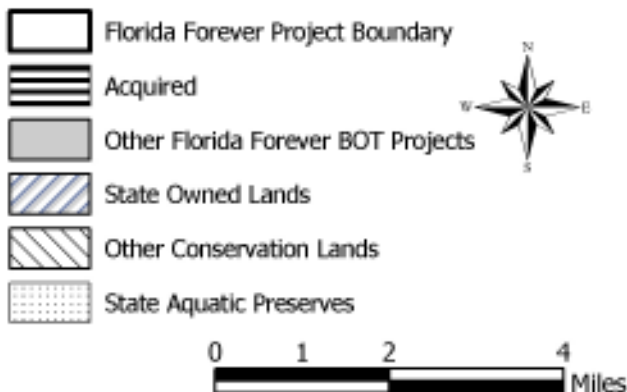 Florida Forever Project Boundary
Acquired
Other Florida Forever BOT Projects
State Owned Lands
Other Conservation Lands
State Aquatic Preserves
N
W E
S
0 1 2 4
Miles